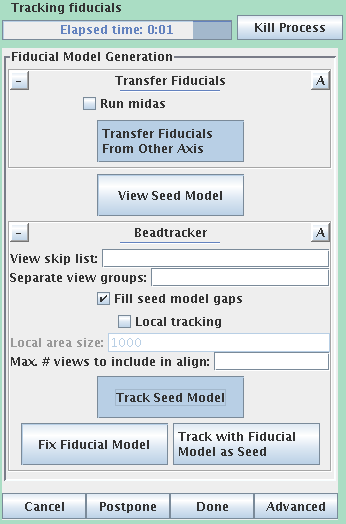 Tracking fiducials
Elapsed time: 0:01
Kill Process
Fiducial Model Generation
- Transfer Fiducials A
Run midas
Transfer Fiducials
From Other Axis
View Seed Model
- Beadtracker A
View skip list:
Separate view groups:
Fill seed model gaps
Local tracking
Local area size: 1000
Max. # views to include in align:
Track Seed Model
Fix Fiducial Model
Track with Fiducial
Model as Seed
Cancel Postpone Done Advanced